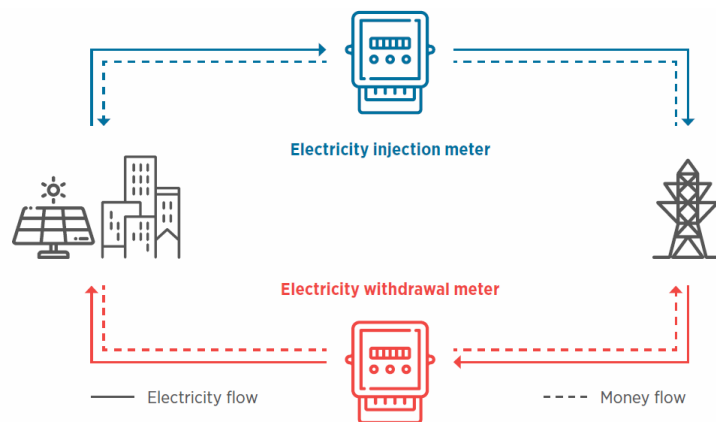 Electricity injection meter
Electricity withdrawal meter
Electricity flow
Money flow